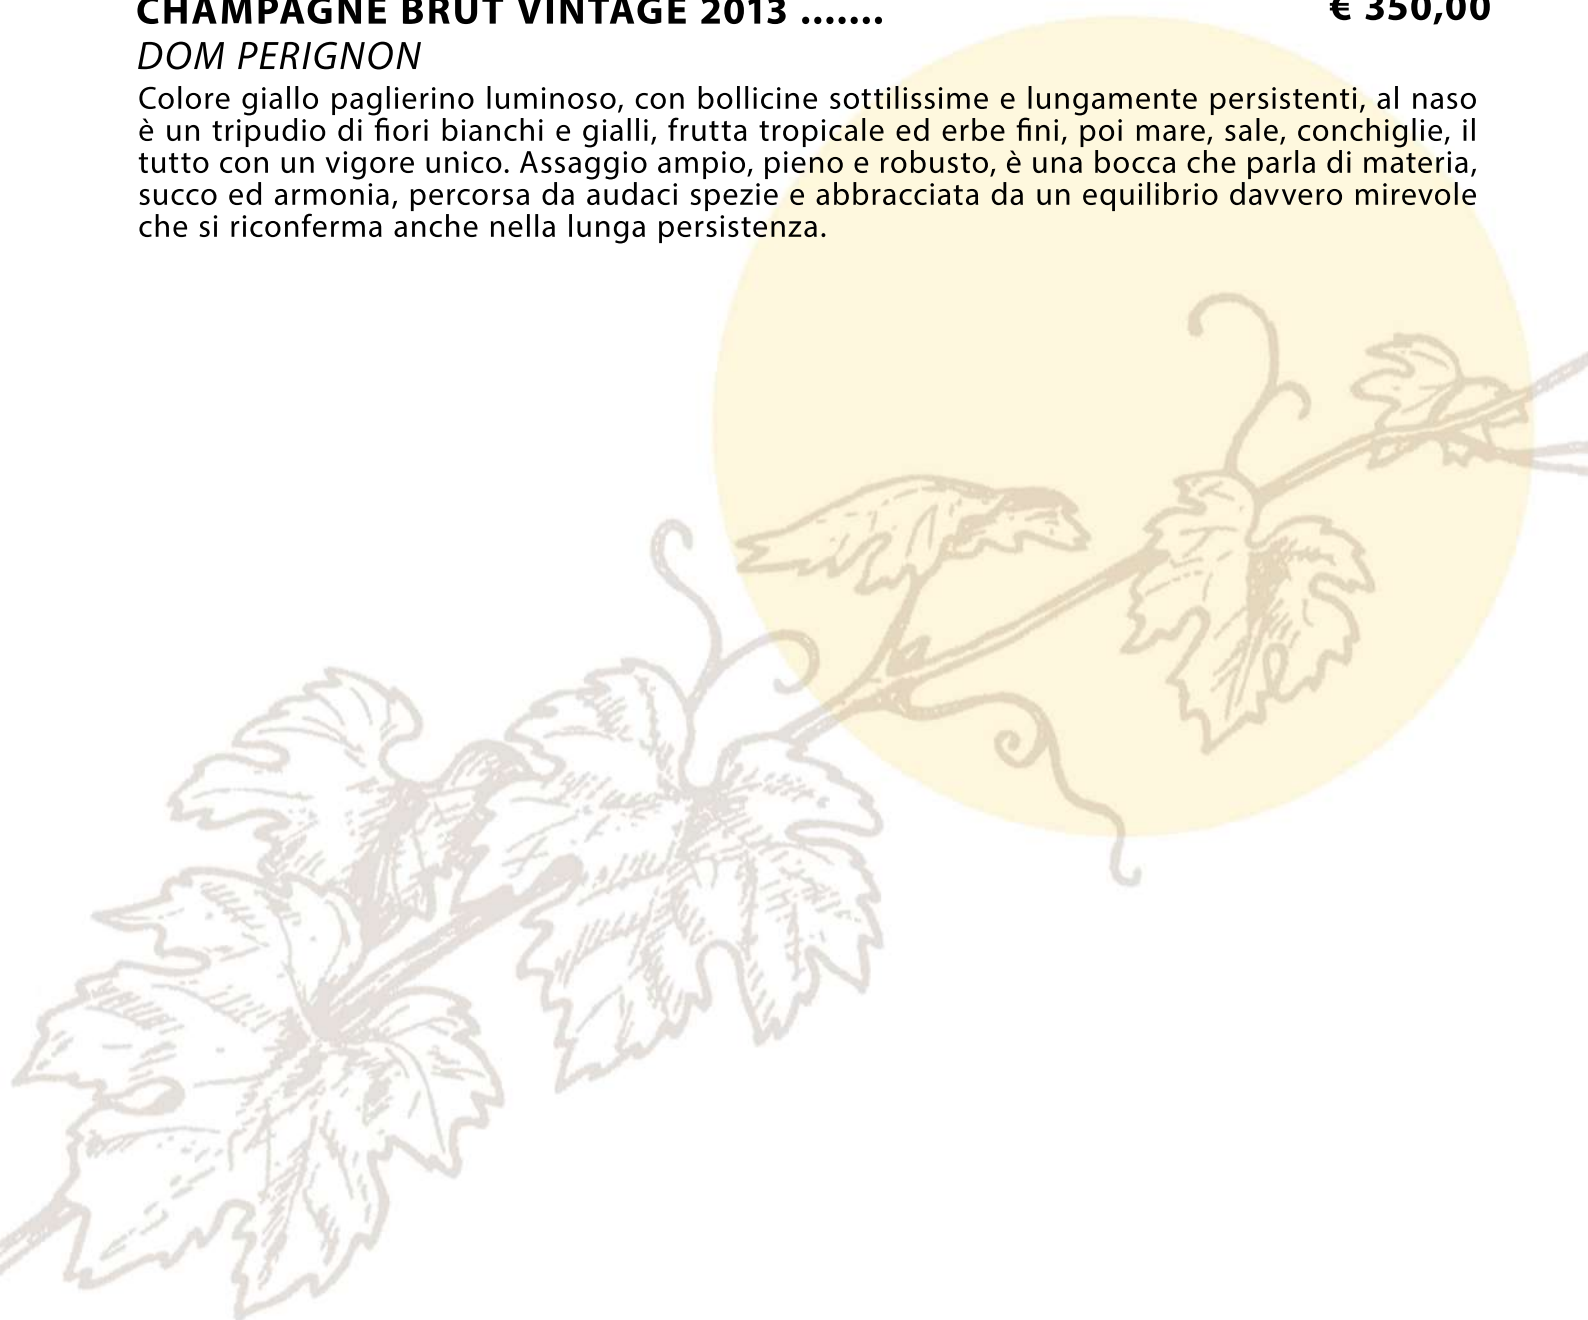 CHAMPAGNE BRUT VINTAGE 2013 ....... € 350,00
DOM PERIGNON
Colore giallo paglierino luminoso, con bollicine sottilissime e lungamente persistenti, al naso
è un tripudio di fiori bianchi e gialli, frutta tropicale ed erbe fini, poi mare, sale, conchiglie, il
tutto con un vigore unico. Assaggio ampio, pieno e robusto, è una bocca che parla di materia,
succo ed armonia, percorsa da audaci spezie e abbracciata da un equilibrio davvero mirevole
che si riconferma anche nella lunga persistenza.